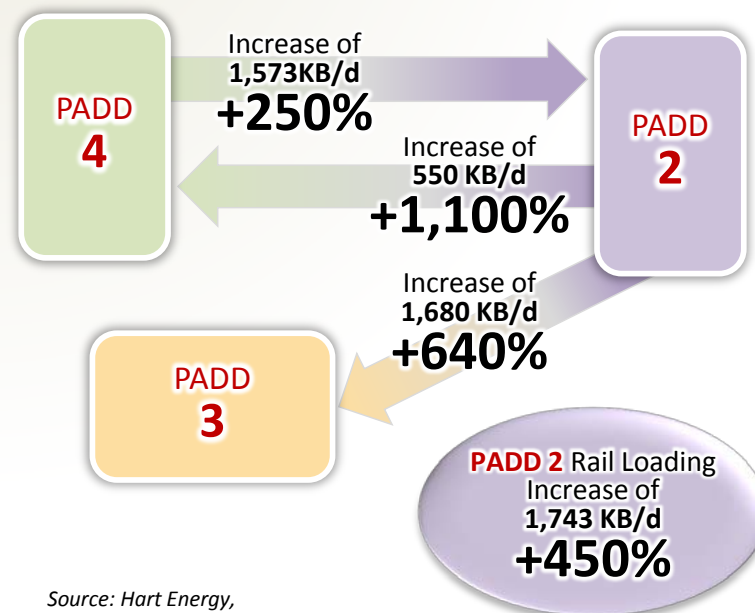 Increase of
1,573KB/d
+250%
PADD
4
PADD
2
Increase of
550 KB/d
+1,100%
Increase of
1,680 KB/d
+640%
PADD
3
PADD 2 Rail Loading
Increase of
1,743 KB/d
+450%
Source: Hart Energy,